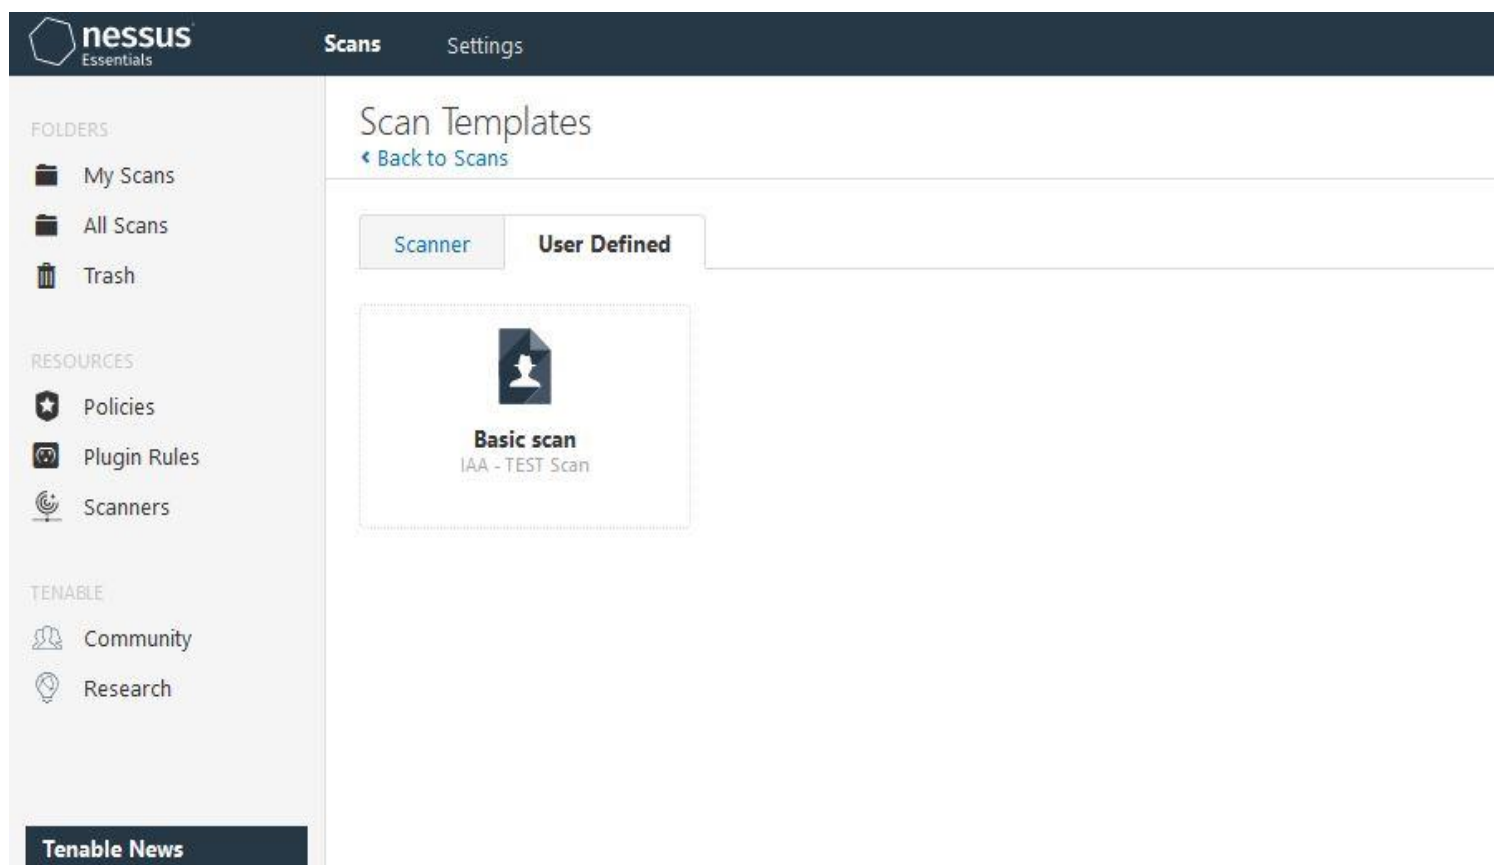 nessus
Essentials
Scans
Settings
FOLDERS
My Scans
All Scans
Trash
RESOURCES
Policies
Plugin Rules
Scanners
TENABLE
Community
Research
Tenable News
Scan Templates
Back to Scans
Scanner
User Defined
Basic scan
IAA - TEST Scan